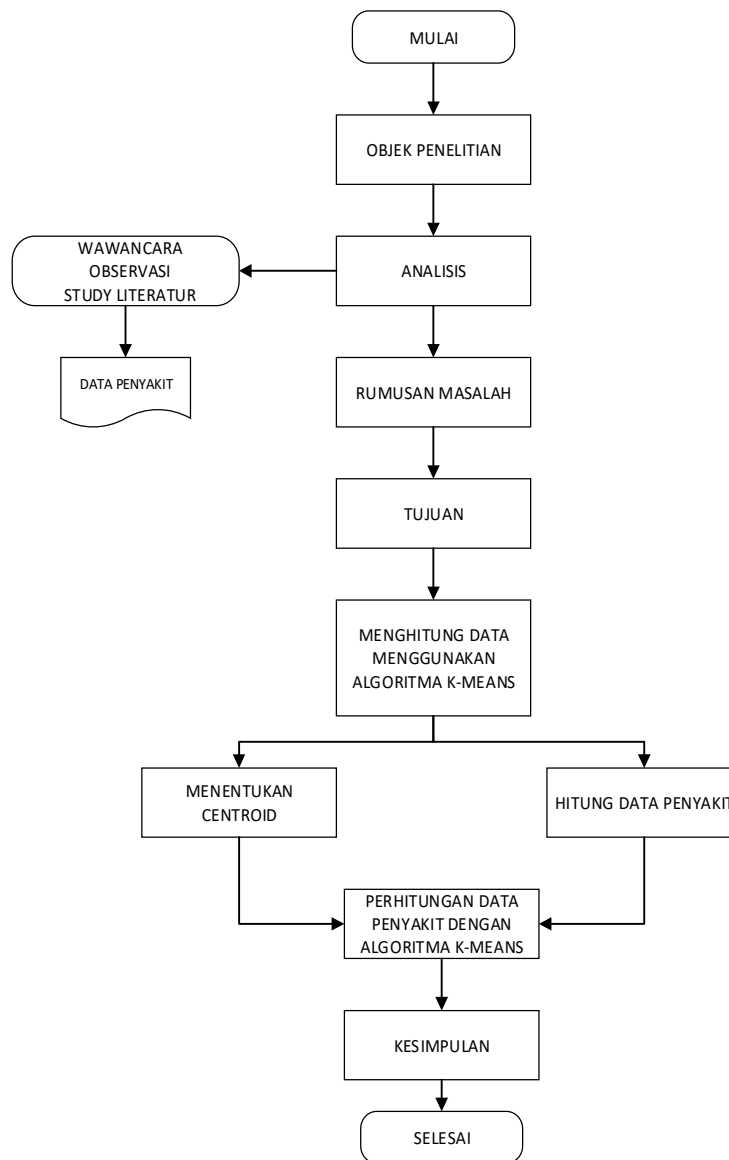 MULAI
OBJEK PENELITIAN
ANALISIS
WAWANCARA
OBSERVASI
STUDY LITERATUR
DATA PENYAKIT
RUMUSAN MASALAH
TUJUAN
MENGHITUNG DATA
MENGGUNAKAN
ALGORITMA K-MEANS
MENENTUKAN
CENTROID
HITUNG DATA PENYAKIT
PERHITUNGAN DATA
PENYAKIT DENGAN
ALGORITMA K-MEANS
KESIMPULAN
SELESAI